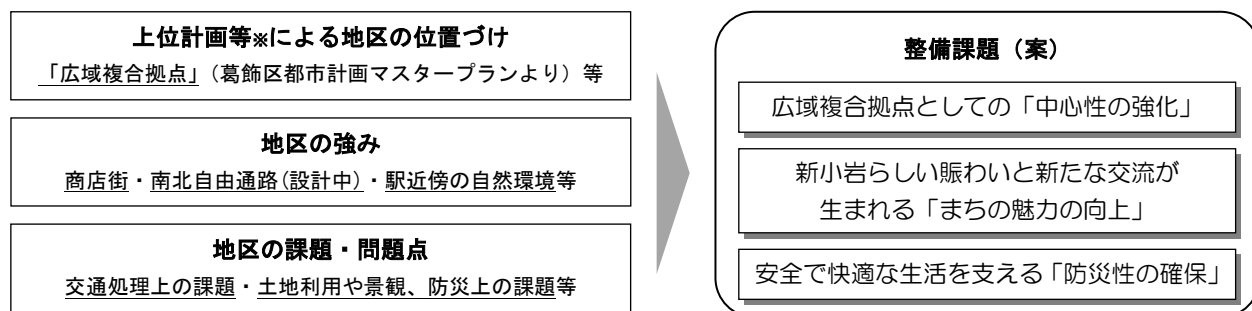 上位計画等※による地区の位置づけ
「広域複合拠点」（葛飾区都市計画マスタープランより）等
地区の強み
商店街・南北自由通路(設計中)・駅近傍の自然環境等
地区の課題・問題点
交通処理上の課題・土地利用や景観、防災上の課題等
整備課題（案）
広域複合拠点としての「中心性の強化」
新小岩らしい賑わいと新たな交流が
生まれる「まちの魅力の向上」
安全で快適な生活を支える「防災性の確保」